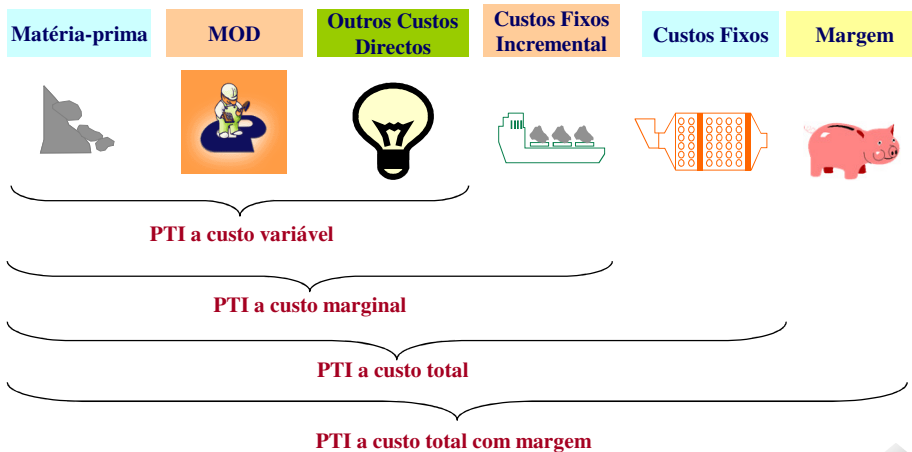 Matéria-prima
MOD
Outros Custos
Directos
Custos Fixos
Incremental
Custos Fixos
Margem
PTI a custo variável
PTI a custo marginal
PTI a custo total
PTI a custo total com margem